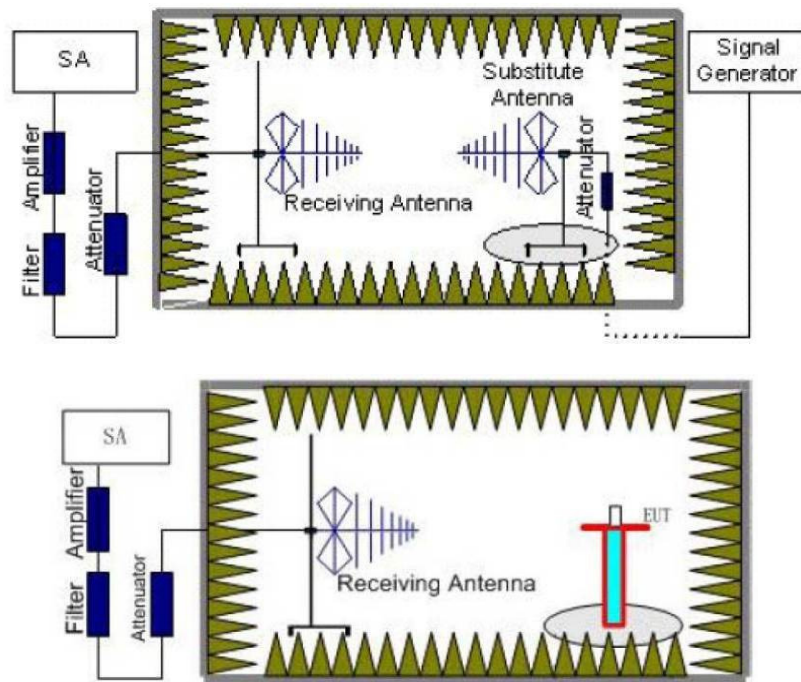 SA
Amplifier
Filter
Attenuator
Receiving Antenna
Substitute
Antenna
Attenuator
Signal
Generator
SA
Amplifier
Filter
Attenuator
Receiving Antenna
EUT